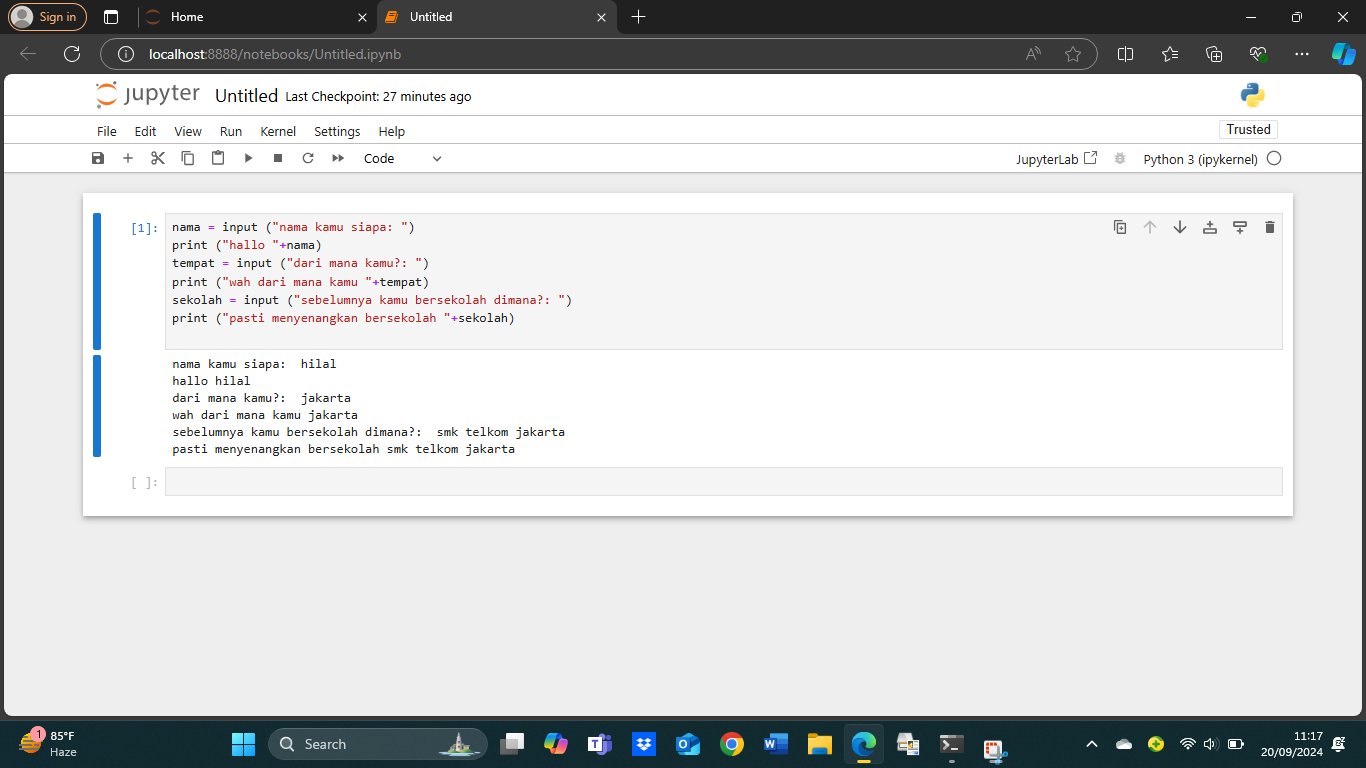 Sign in
Home
Untitled
localhost:8888/notebooks/Untitled.ipynb
jupyter Untitled Last Checkpoint: 27 minutes ago
File Edit View Run Kernel Settings Help
Trusted
Code
JupyterLab
Python 3 (ipykernel)
[1]:
nama = input ("nama kamu siapa: ")
print ("hallo "+nama)
tempat = input ("dari mana kamu?: ")
print ("wah dari mana kamu "+tempat)
sekolah = input ("sebelumnya kamu bersekolah dimana?: ")
print ("pasti menyenangkan bersekolah "+sekolah)
nama kamu siapa:  hilal
hallo hilal
dari mana kamu?:  jakarta
wah dari mana kamu jakarta
sebelumnya kamu bersekolah dimana?:  smk telkom jakarta
pasti menyenangkan bersekolah smk telkom jakarta
[ ]:
1
85°F
Haze
Search
11:17
20/09/2024